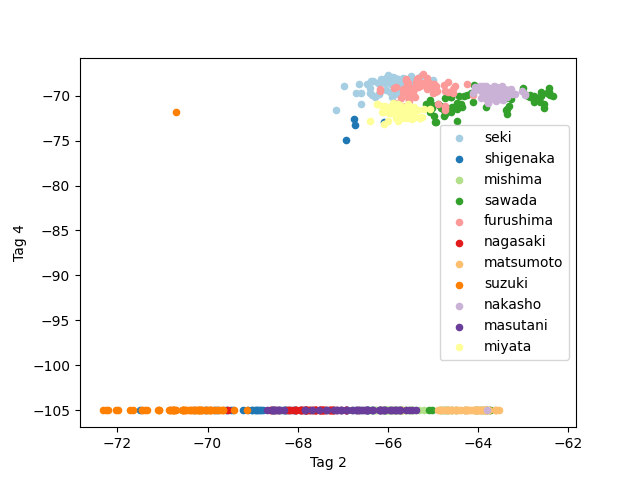 −70
−75
−80
−85
−90
−95
−100
−105
Tag 4
seki
shigenaka
mishima
sawada
furushima
nagasaki
matsumoto
suzuki
nakasho
masutani
miyata
−72 −70 −68 −66 −64 −62
Tag 2